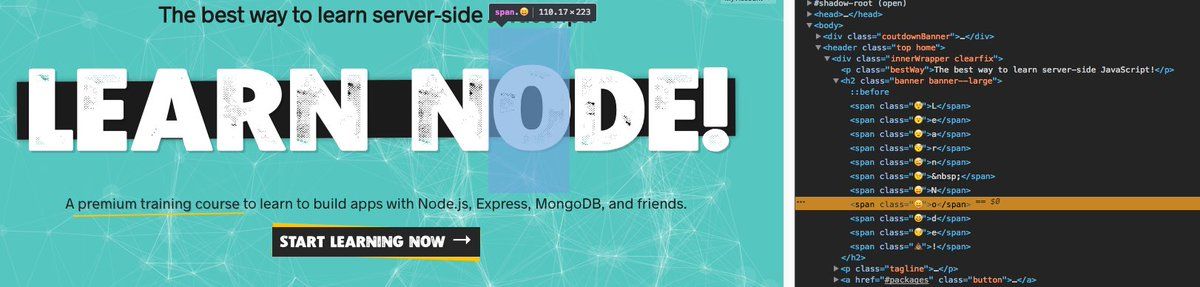 The best way to learn server-side
span.😀 110.17×223
LEARN NODE!
A premium training course to learn to build apps with Node.js, Express, MongoDB, and friends.
START LEARNING NOW →
▶#shadow-root (open)
▶<head>…</head>
▼<body>
▶<div class="coutdownBanner">…</div>
▼<header class="top home">
▼<div class="innerWrapper clearfix">
<p class="bestWay">The best way to learn server-side JavaScript!</p>
▼<h2 class="banner banner--large">
::before
<span class="">L</span>
<span class="">e</span>
<span class="">a</span>
<span class="">r</span>
<span class="">n</span>
<span class="">&nbsp;</span>
<span class="">N</span>
… <span class="">o</span> == $0
<span class="">d</span>
<span class="">e</span>
<span class="💩">!</span>
</h2>
▶<p class="tagline">…</p>
▶<a href="#packages" class="button">…</a>